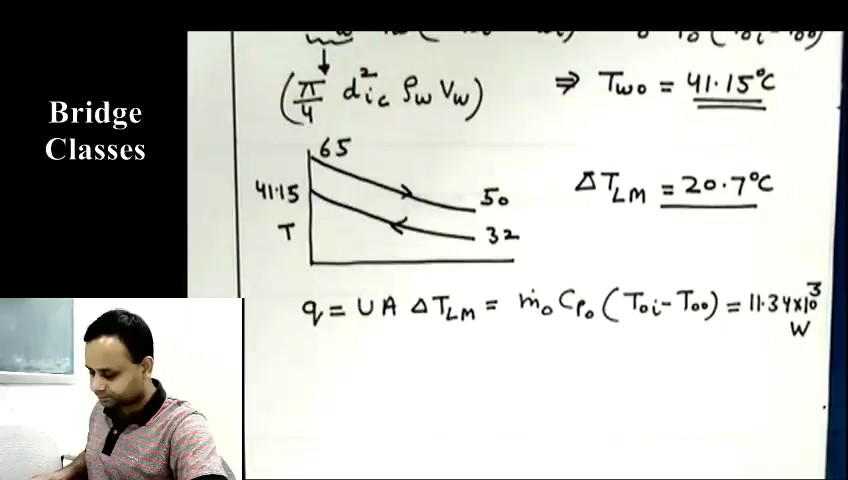 Bridge
Classes
(π/4 d²ic ρw Vw) ⇒ Two = 41.15°C
65
41.15
50
T
32
ΔTLM = 20.7°C
q = UA ΔTLM = ṁo Cpo (Toi - Too) = 11.34×10³
W